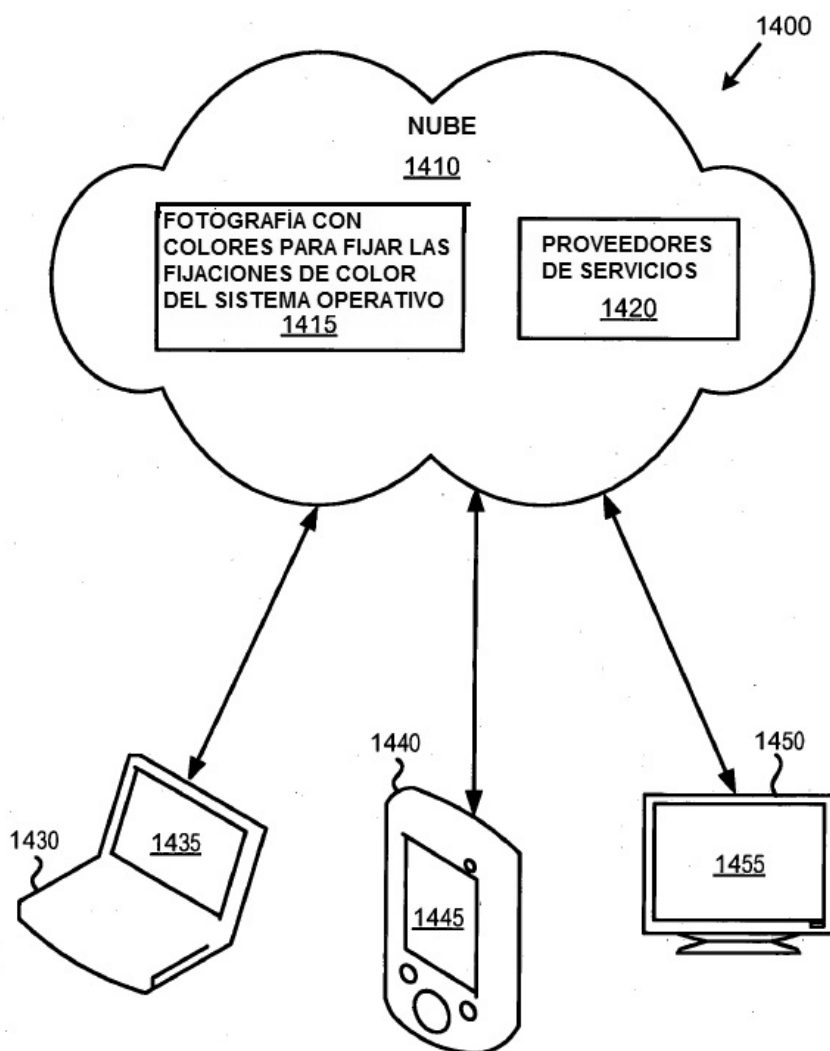 1400
NUBE
1410
FOTOGRAFÍA CON
COLORES PARA FIJAR LAS
FIJACIONES DE COLOR
DEL SISTEMA OPERATIVO
1415
PROVEEDORES
DE SERVICIOS
1420
1430
1435
1440
1445
1450
1455